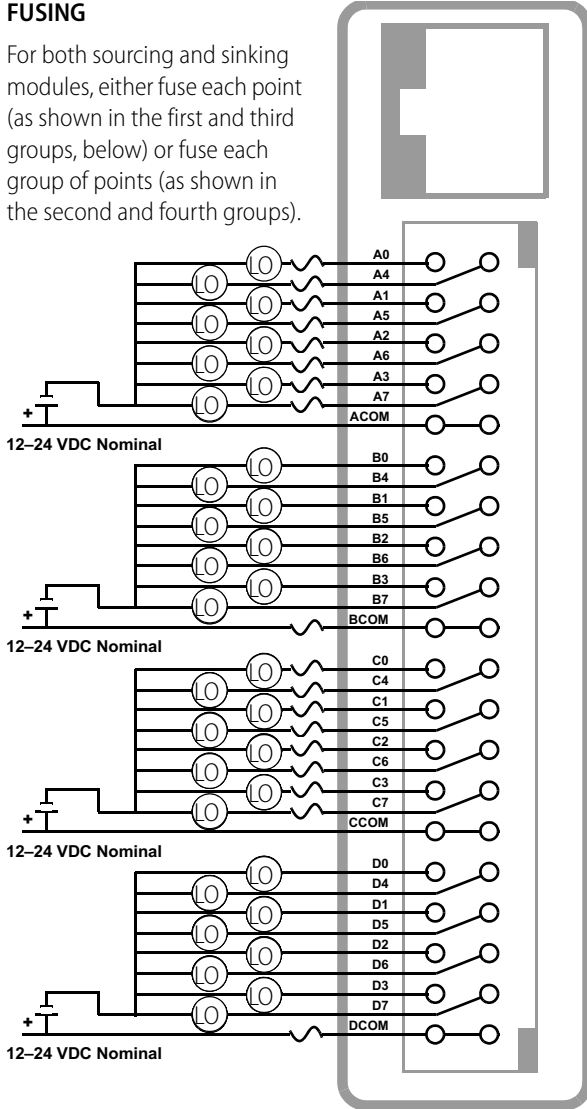 FUSING
For both sourcing and sinking
modules, either fuse each point
(as shown in the first and third
groups, below) or fuse each
group of points (as shown in
the second and fourth groups).
LO A0
LO A4
LO A1
LO A5
LO A2
LO A6
LO A3
LO A7
+ ACOM
12–24 VDC Nominal
LO B0
LO B4
LO B1
LO B5
LO B2
LO B6
LO B3
LO B7
+ BCOM
12–24 VDC Nominal
LO C0
LO C4
LO C1
LO C5
LO C2
LO C6
LO C3
LO C7
+ CCOM
12–24 VDC Nominal
LO D0
LO D4
LO D1
LO D5
LO D2
LO D6
LO D3
LO D7
+ DCOM
12–24 VDC Nominal